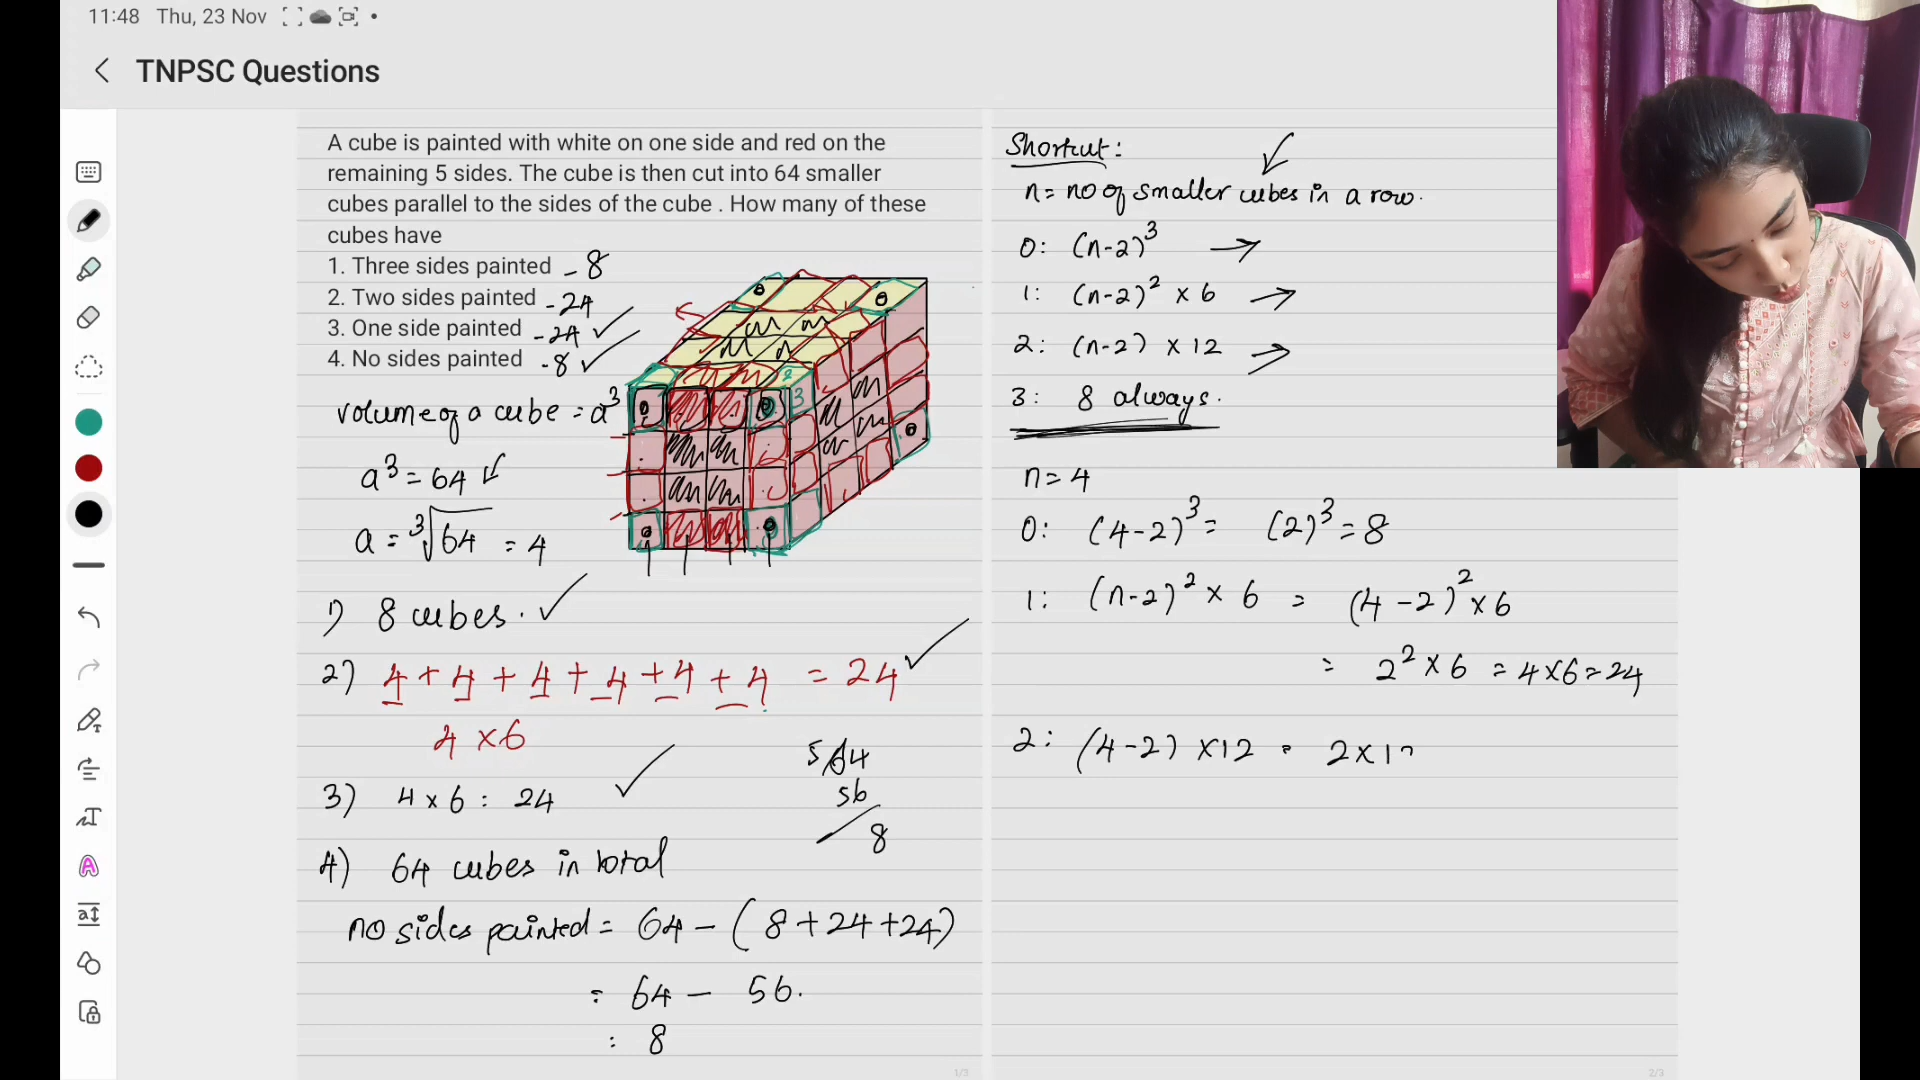 11:48 Thu, 23 Nov
TNPSC Questions
A cube is painted with white on one side and red on the
remaining 5 sides. The cube is then cut into 64 smaller
cubes parallel to the sides of the cube . How many of these
cubes have
1. Three sides painted - 8
2. Two sides painted - 24
3. One side painted - 24 ✓
4. No sides painted - 8 ✓
volume of a cube = a³
a³ = 64 ✓
a = ³√64 = 4
1) 8 cubes. ✓
2) 4 + 4 + 4 + 4 + 4 + 4 = 24 ✓
4 × 6
3) 4 × 6 : 24 ✓
5 64
56
8
4) 64 cubes in total
no sides painted = 64 - ( 8 + 24 + 24)
= 64 - 56.
: 8
1/3
Shortcut :
n = no of smaller cubes in a row.
0: (n-2)³ →
1: (n-2)² × 6 →
2: (n-2) × 12 →
3: 8 always.
n = 4
0: (4-2)³ = (2)³ = 8
1: (n-2)² × 6 = (4-2)² × 6
= 2² × 6 = 4×6 = 24
2: (4-2) ×12 = 2×12
2/3